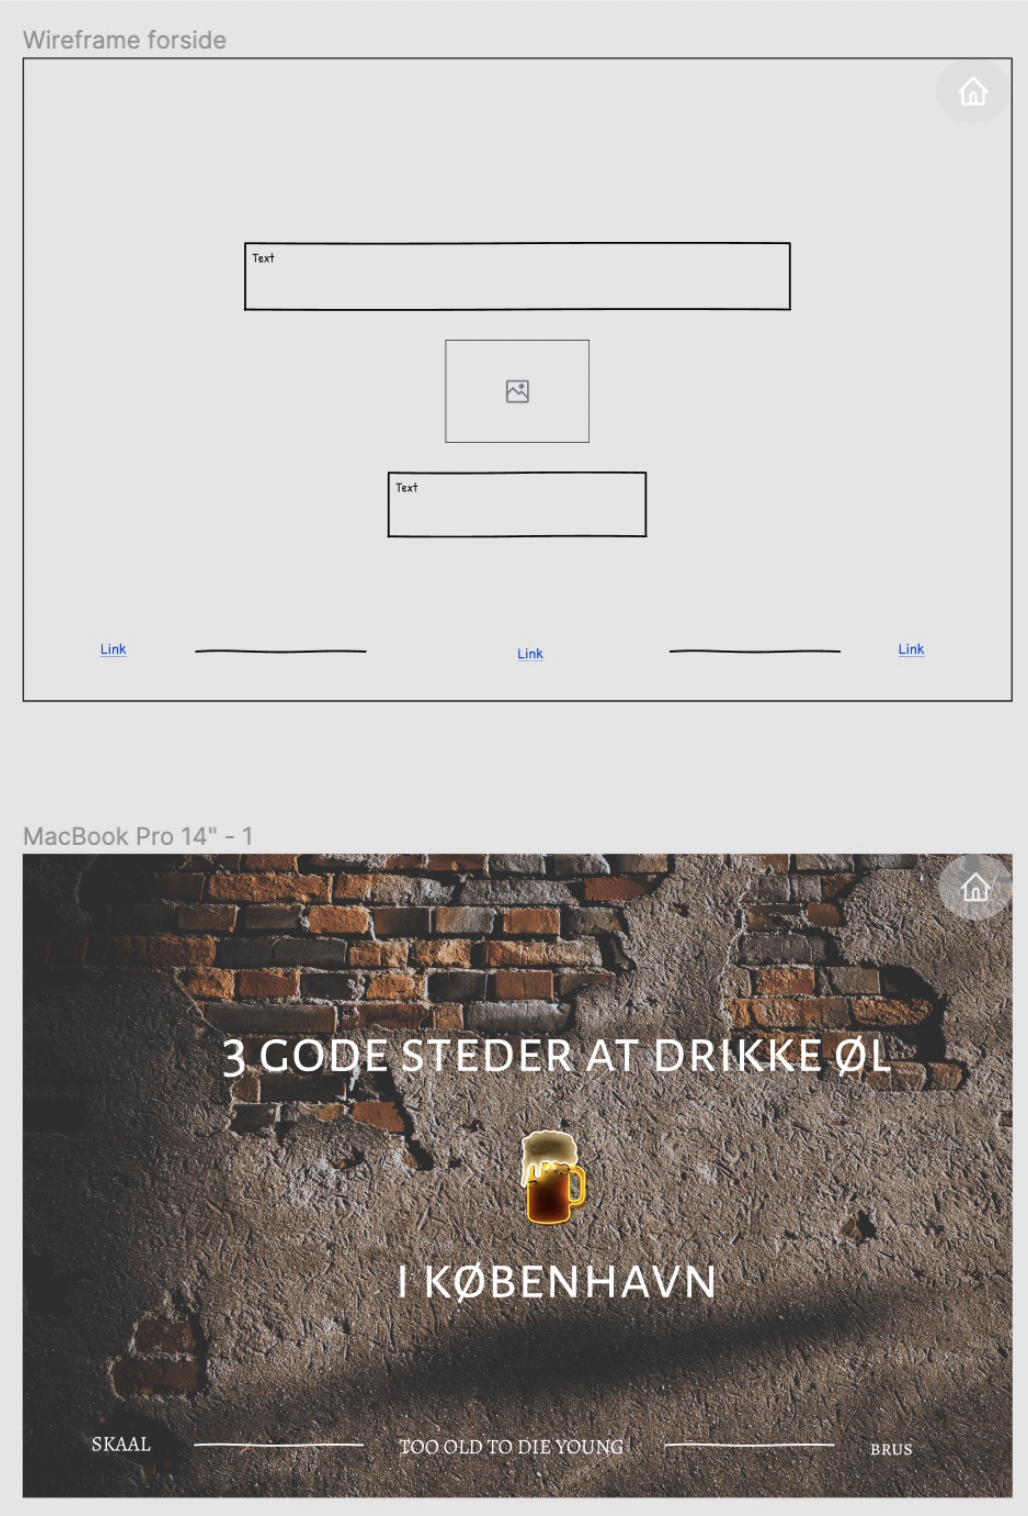 Wireframe forside
Text
Text
Link Link Link
MacBook Pro 14" - 1
3 GODE STEDER AT DRIKKE ØL
I KØBENHAVN
SKAAL TOO OLD TO DIE YOUNG BRUS